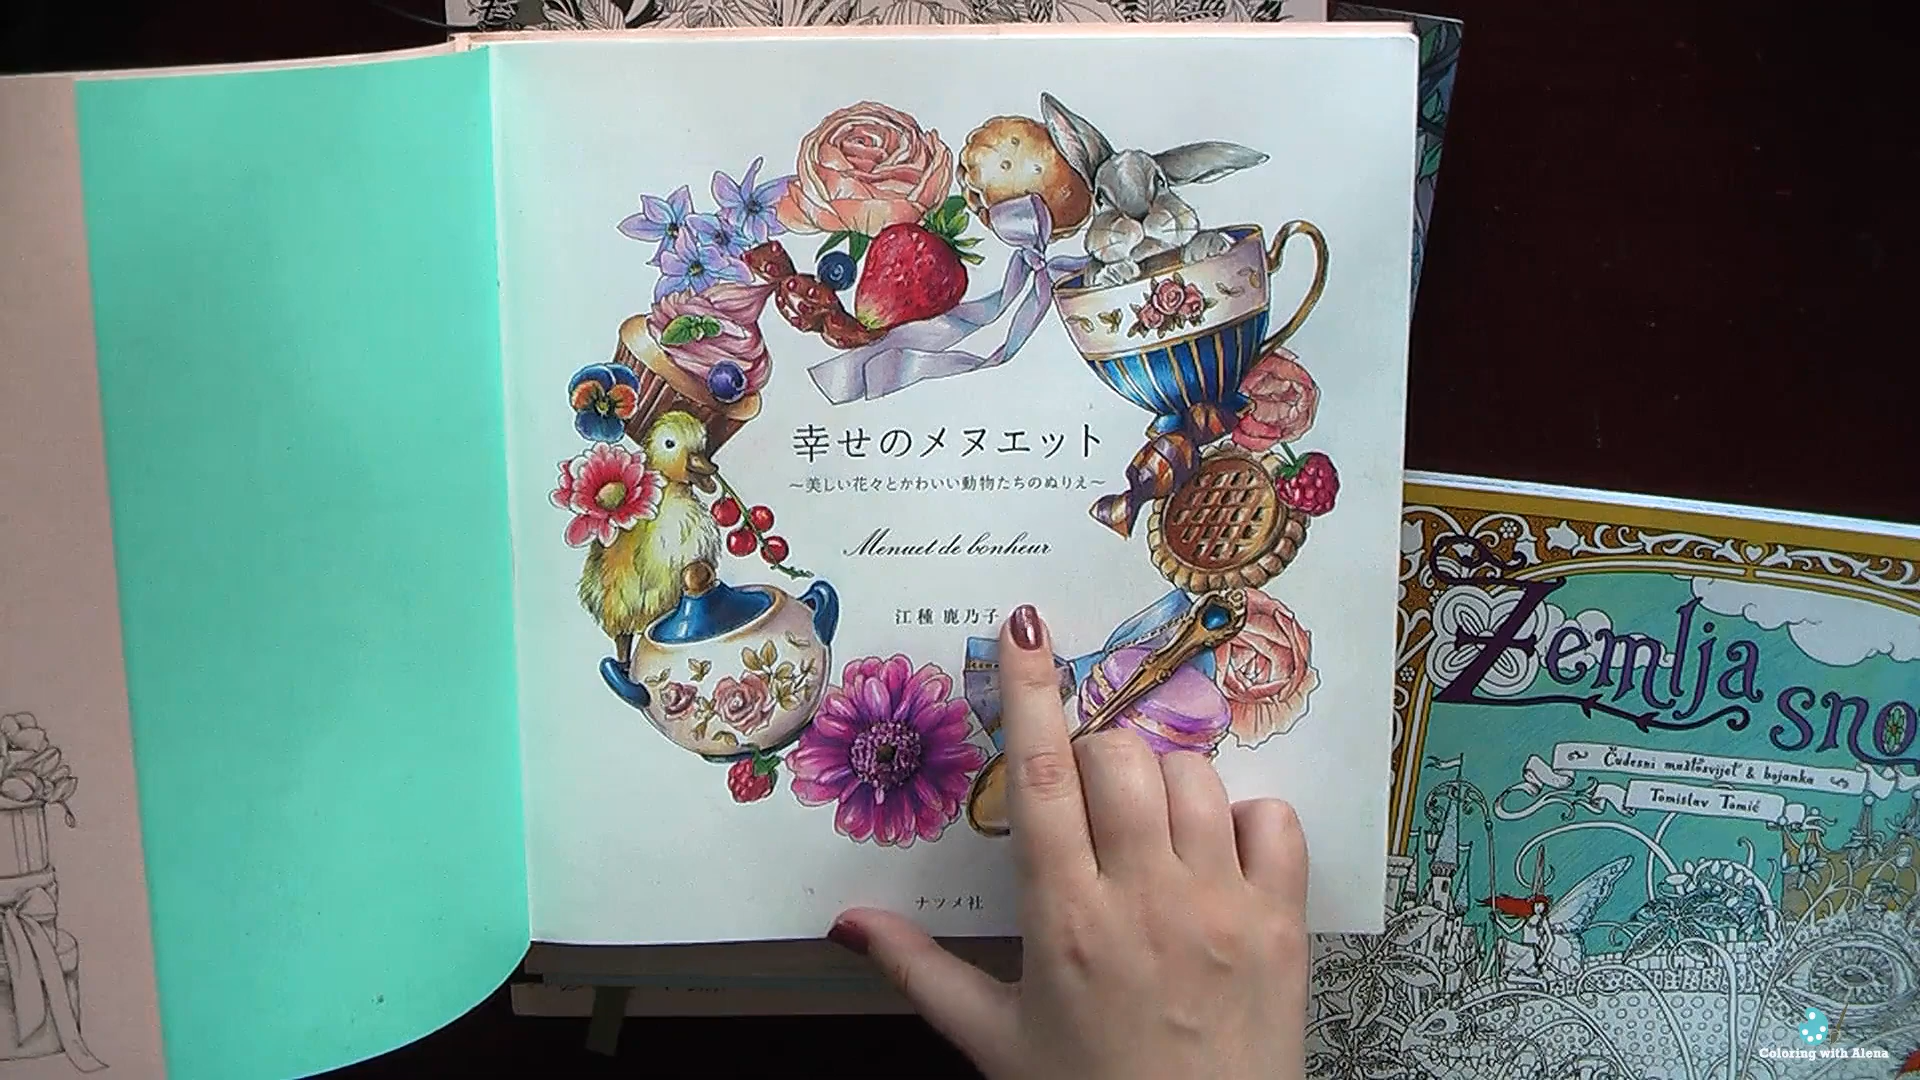 幸せのメヌエット
～美しい花々とかわいい動物たちのぬりえ～
Menuet de bonheur
江種 鹿乃子
ナツメ社
Zemlja
sno
Čudesni maštosvijet & bojanka
Tomislav Tomić
Coloring with Alena